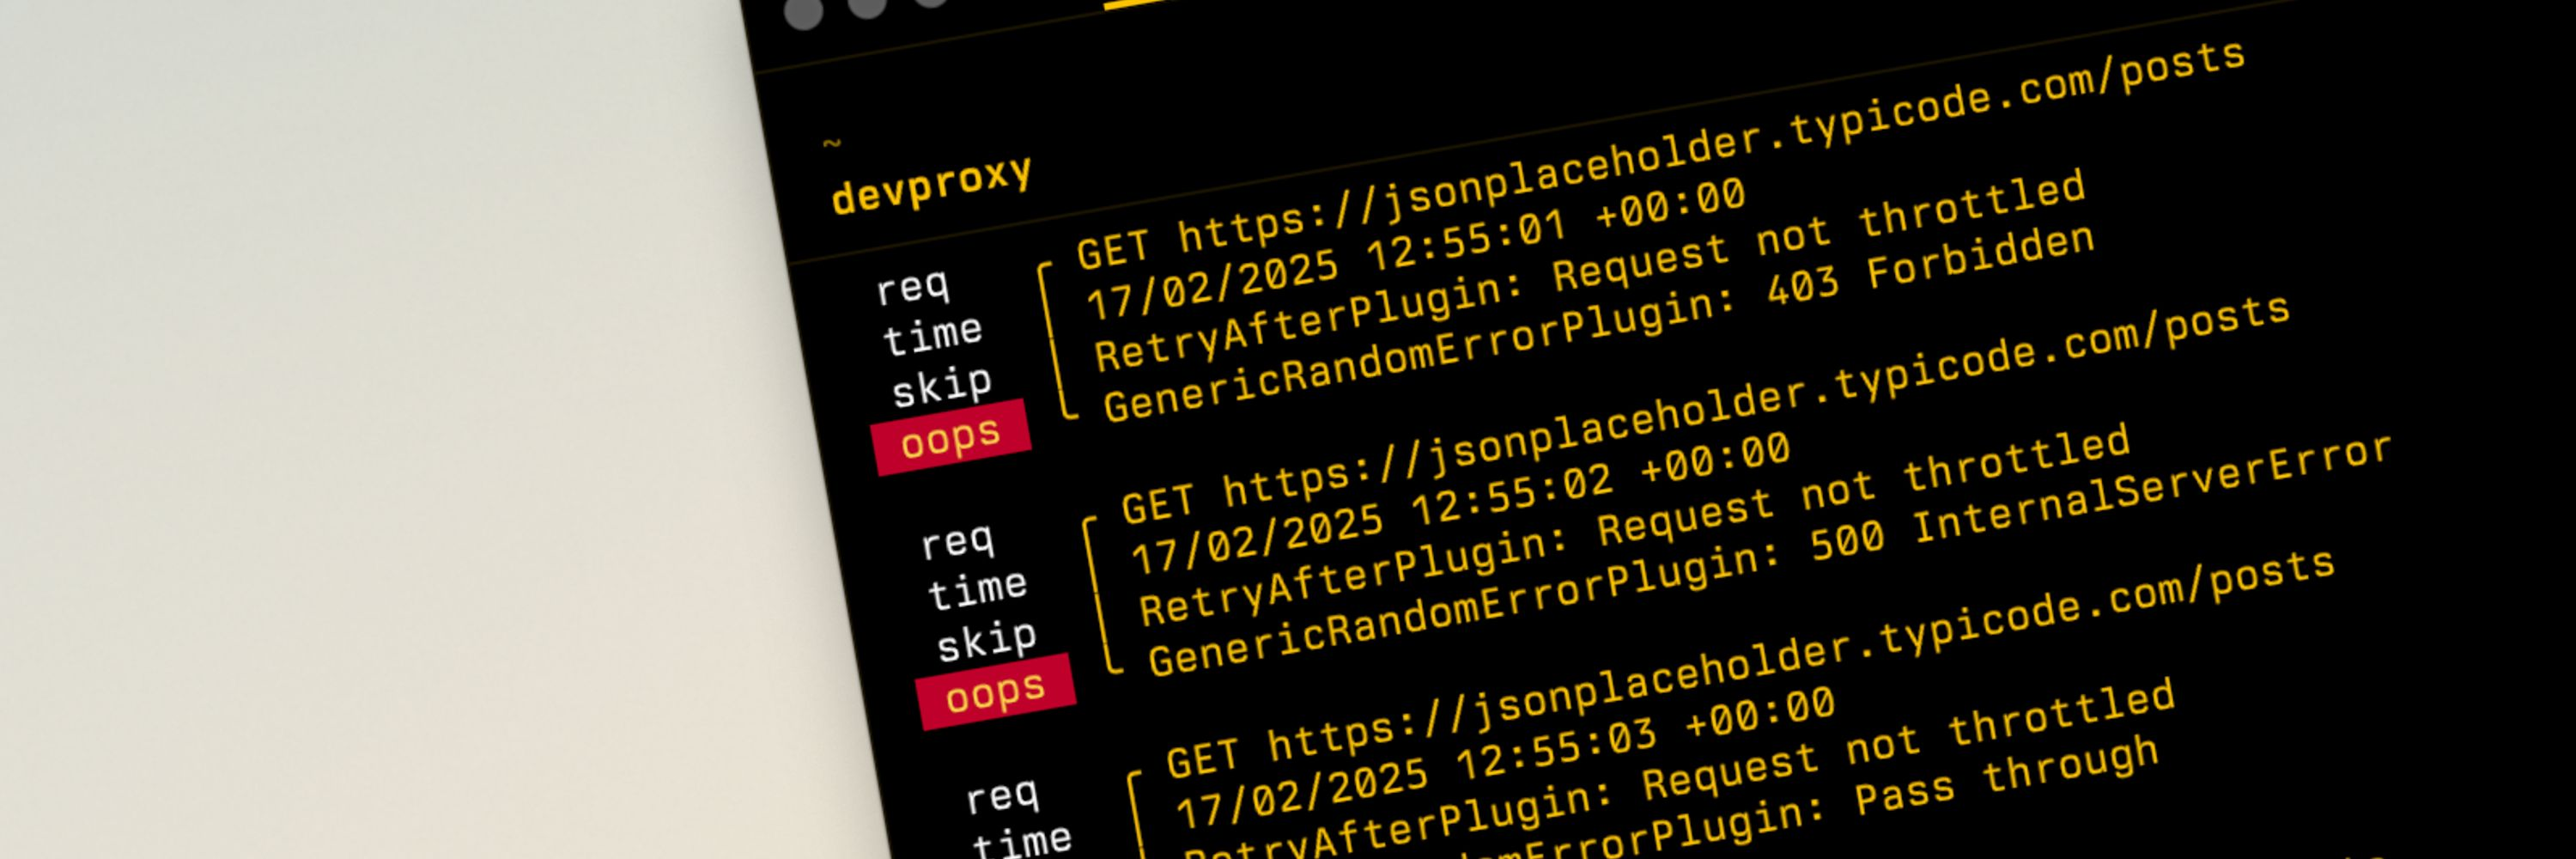 ~
devproxy
req GET https://jsonplaceholder.typicode.com/posts
time 17/02/2025 12:55:01 +00:00
skip RetryAfterPlugin: Request not throttled
oops GenericRandomErrorPlugin: 403 Forbidden
req GET https://jsonplaceholder.typicode.com/posts
time 17/02/2025 12:55:02 +00:00
skip RetryAfterPlugin: Request not throttled
oops GenericRandomErrorPlugin: 500 InternalServerError
req GET https://jsonplaceholder.typicode.com/posts
time 17/02/2025 12:55:03 +00:00
RetryAfterPlugin: Request not throttled
Pass through